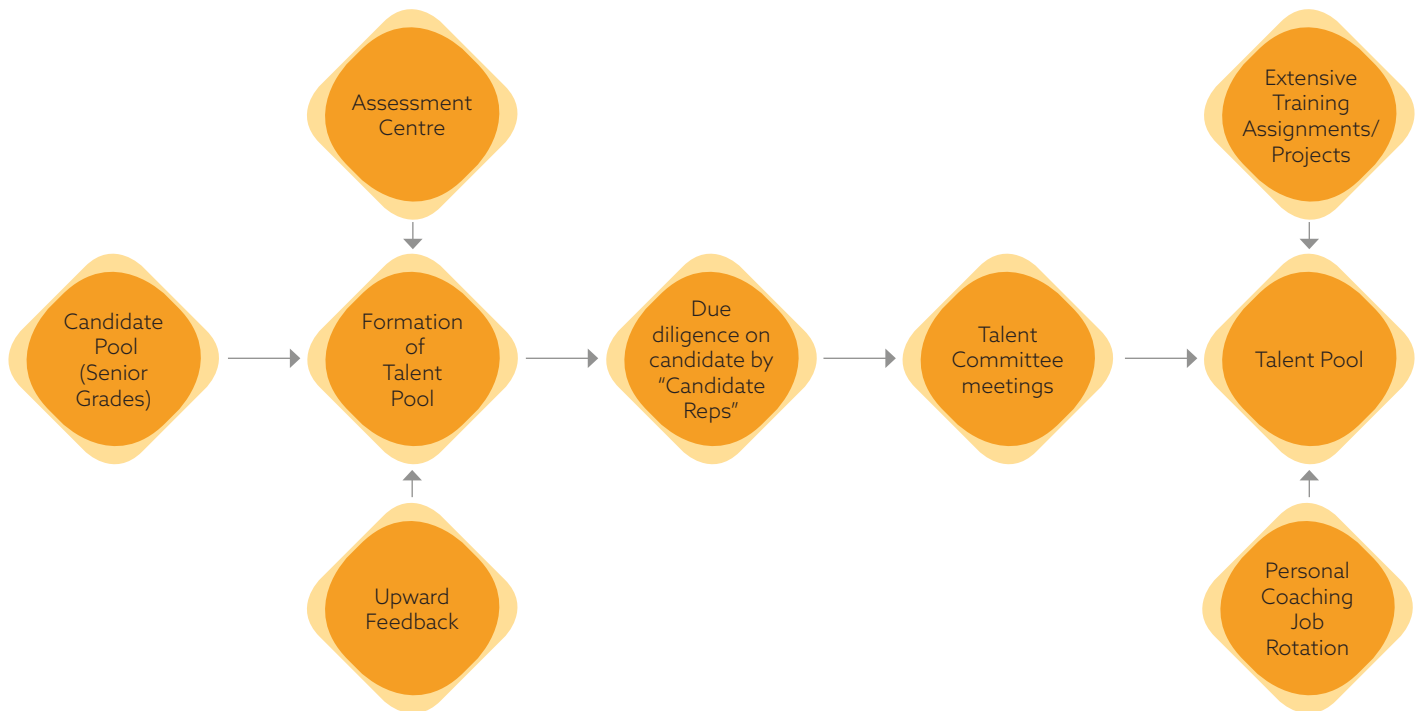 Assessment
Centre
Extensive
Training
Assignments/
Projects
Candidate
Pool
(Senior
Grades)
Formation
of
Talent
Pool
Due
diligence on
candidate by
“Candidate
Reps”
Talent
Committee
meetings
Talent Pool
Upward
Feedback
Personal
Coaching
Job
Rotation